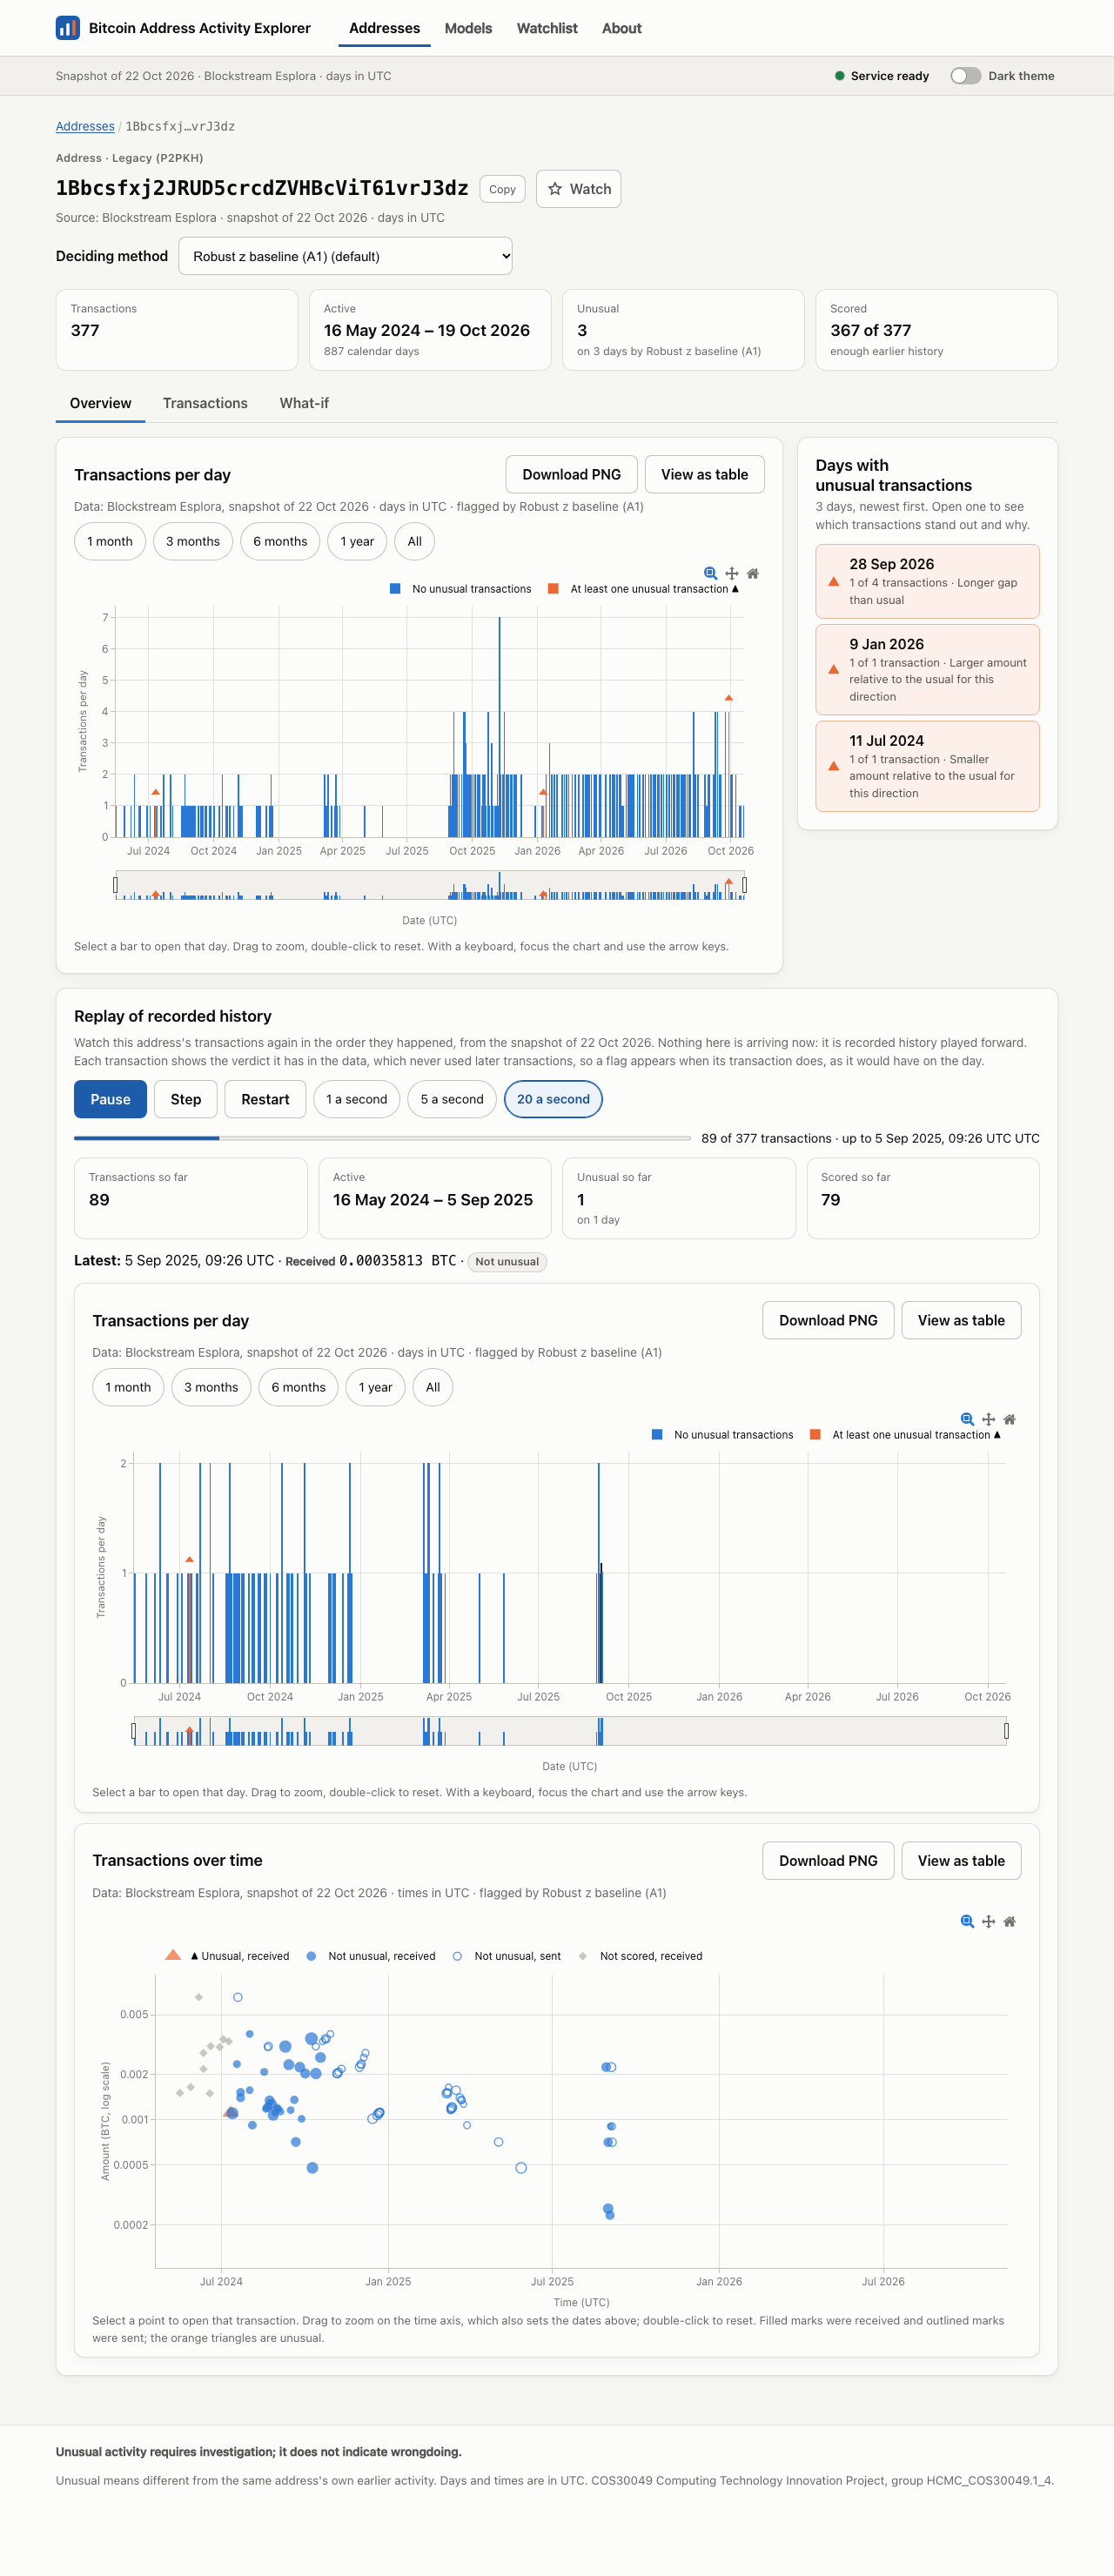 Bitcoin Address Activity Explorer
Addresses
Models
Watchlist
About
Snapshot of 22 Oct 2026 · Blockstream Esplora · days in UTC
Service ready
Dark theme
Addresses / 1Bbcsfxj…vrJ3dz
Address · Legacy (P2PKH)
1Bbcsfxj2JRUD5crcdZVHBcViT61vrJ3dz
Copy
Watch
Source: Blockstream Esplora · snapshot of 22 Oct 2026 · days in UTC
Deciding method
Robust z baseline (A1) (default)
Transactions
377
Active
16 May 2024 – 19 Oct 2026
887 calendar days
Unusual
3
on 3 days by Robust z baseline (A1)
Scored
367 of 377
enough earlier history
Overview
Transactions
What-if
Transactions per day
Download PNG
View as table
Data: Blockstream Esplora, snapshot of 22 Oct 2026 · days in UTC · flagged by Robust z baseline (A1)
1 month
3 months
6 months
1 year
All
No unusual transactions
At least one unusual transaction ▲
Transactions per day
7
6
5
4
3
2
1
0
Jul 2024
Oct 2024
Jan 2025
Apr 2025
Jul 2025
Oct 2025
Jan 2026
Apr 2026
Jul 2026
Oct 2026
Date (UTC)
Select a bar to open that day. Drag to zoom, double-click to reset. With a keyboard, focus the chart and use the arrow keys.
Days with
unusual transactions
3 days, newest first. Open one to see
which transactions stand out and why.
28 Sep 2026
1 of 4 transactions · Longer gap
than usual
9 Jan 2026
1 of 1 transaction · Larger amount
relative to the usual for this
direction
11 Jul 2024
1 of 1 transaction · Smaller
amount relative to the usual for
this direction
Replay of recorded history
Watch this address's transactions again in the order they happened, from the snapshot of 22 Oct 2026. Nothing here is arriving now: it is recorded history played forward.
Each transaction shows the verdict it has in the data, which never used later transactions, so a flag appears when its transaction does, as it would have on the day.
Pause
Step
Restart
1 a second
5 a second
20 a second
89 of 377 transactions · up to 5 Sep 2025, 09:26 UTC UTC
Transactions so far
89
Active
16 May 2024 – 5 Sep 2025
Unusual so far
1
on 1 day
Scored so far
79
Latest: 5 Sep 2025, 09:26 UTC · Received 0.00035813 BTC · Not unusual
Transactions per day
Download PNG
View as table
Data: Blockstream Esplora, snapshot of 22 Oct 2026 · days in UTC · flagged by Robust z baseline (A1)
1 month
3 months
6 months
1 year
All
No unusual transactions
At least one unusual transaction ▲
Transactions per day
2
1
0
Jul 2024
Oct 2024
Jan 2025
Apr 2025
Jul 2025
Oct 2025
Jan 2026
Apr 2026
Jul 2026
Oct 2026
Date (UTC)
Select a bar to open that day. Drag to zoom, double-click to reset. With a keyboard, focus the chart and use the arrow keys.
Transactions over time
Download PNG
View as table
Data: Blockstream Esplora, snapshot of 22 Oct 2026 · times in UTC · flagged by Robust z baseline (A1)
▲ Unusual, received
Not unusual, received
Not unusual, sent
Not scored, received
Amount (BTC, log scale)
0.005
0.002
0.001
0.0005
0.0002
Jul 2024
Jan 2025
Jul 2025
Jan 2026
Jul 2026
Time (UTC)
Select a point to open that transaction. Drag to zoom on the time axis, which also sets the dates above; double-click to reset. Filled marks were received and outlined marks
were sent; the orange triangles are unusual.
Unusual activity requires investigation; it does not indicate wrongdoing.
Unusual means different from the same address's own earlier activity. Days and times are in UTC. COS30049 Computing Technology Innovation Project, group HCMC_COS30049.1_4.